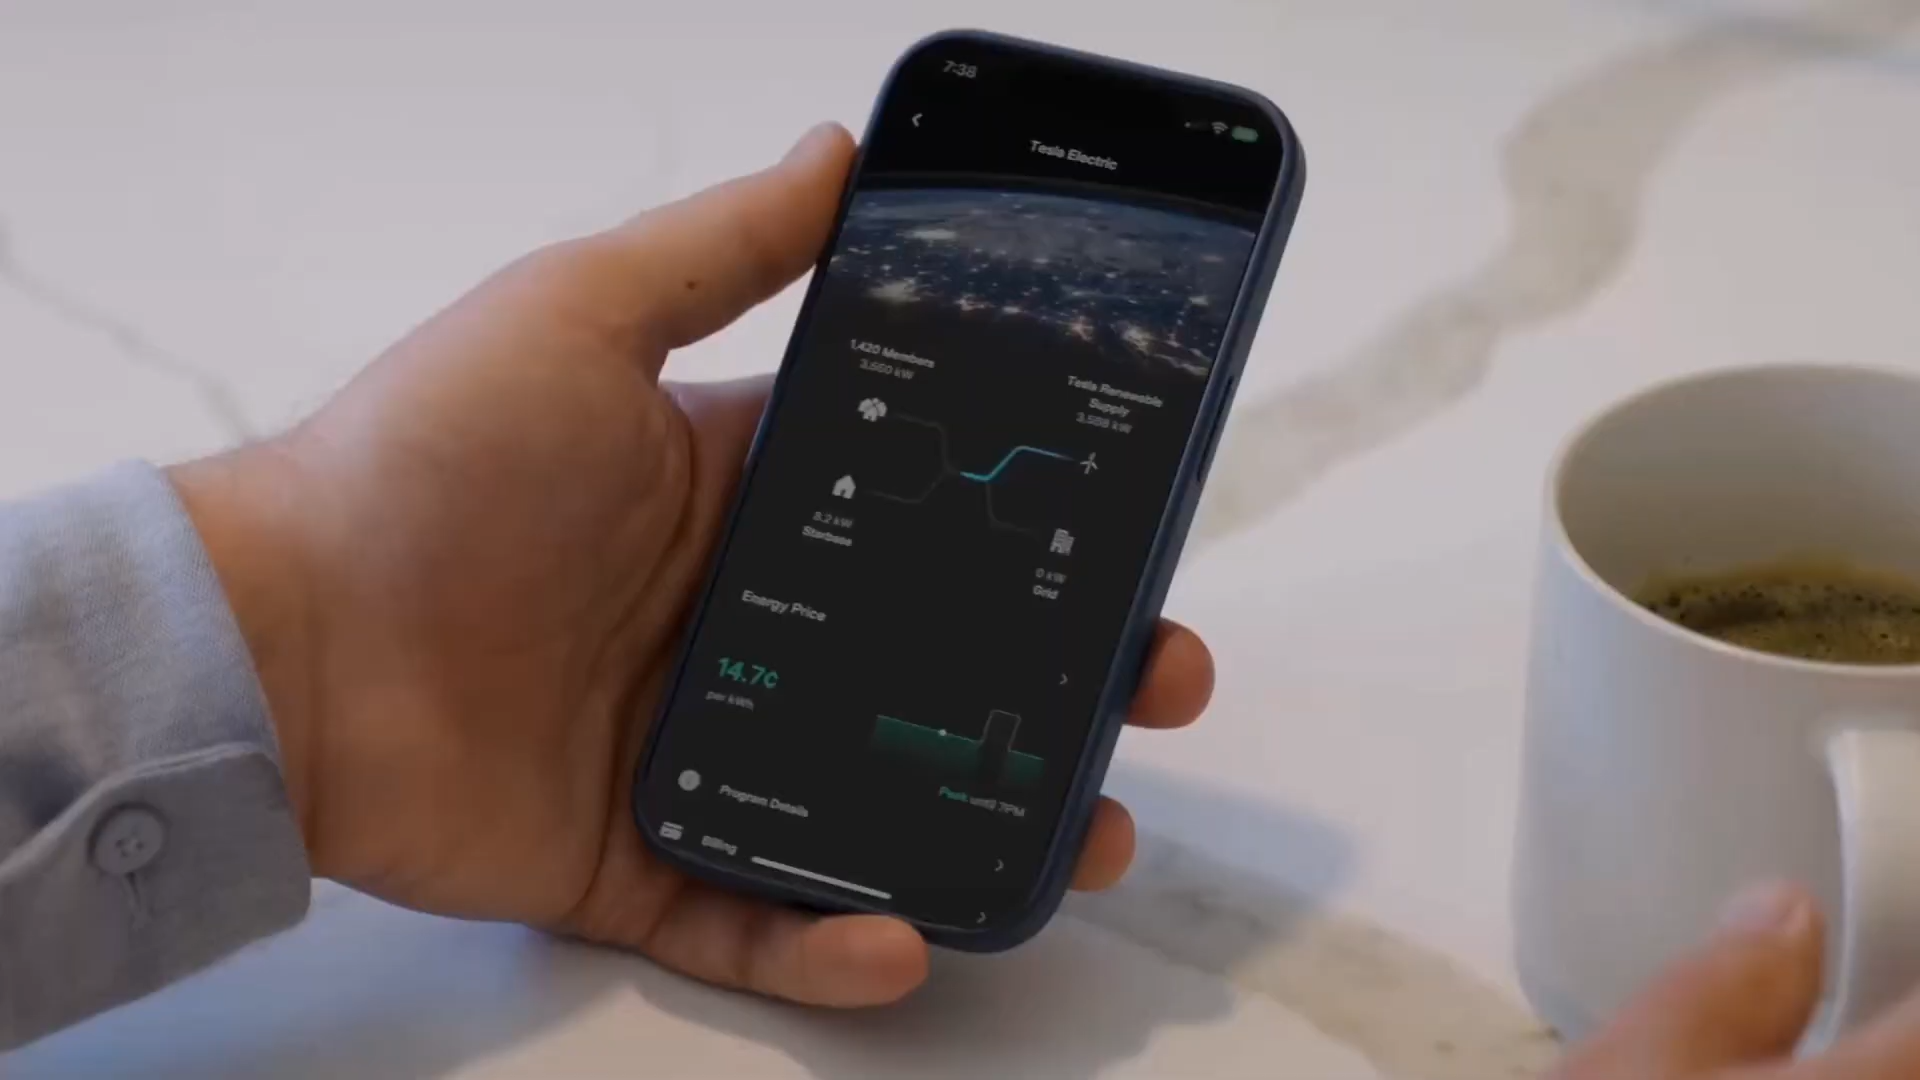 7:38
Tesla Electric
1,420 Members
3,550 kW
Tesla Renewable
Supply
3,558 kW
8.2 kW
Starbase
0 kW
Grid
Energy Price
14.7¢
per kWh
Peak until 7PM
Program Details
Billing